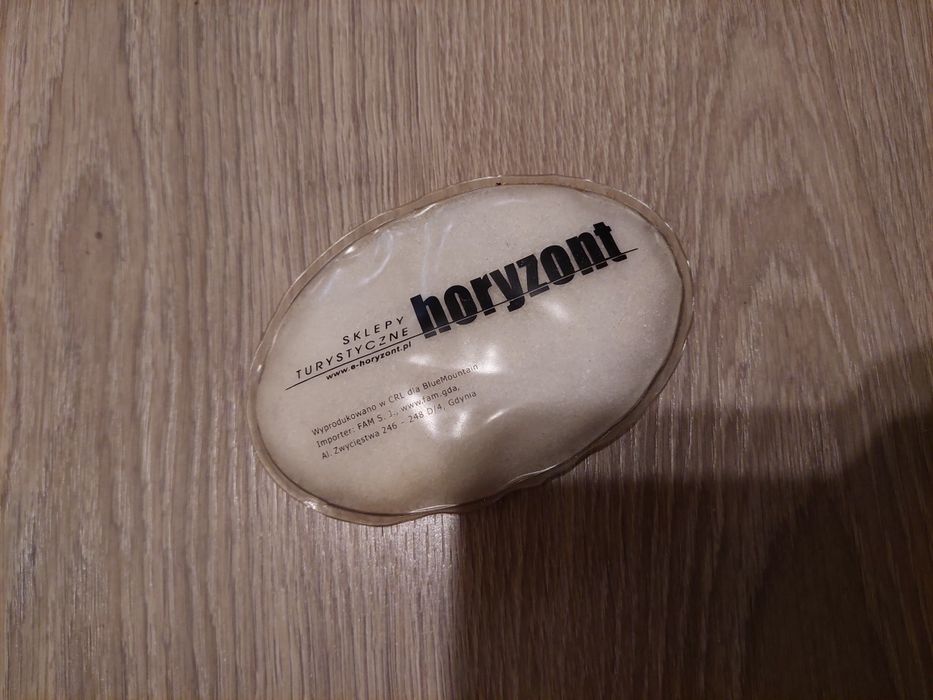 horyzont
SKLEPY
TURYSTYCZNE
www.e-horyzont.pl
Wyprodukowano w CRL dla BlueMountain
Importer: FAM S. J., www.fam.gda,
Al. Zwycięstwa 246 - 248 D/4, Gdynia